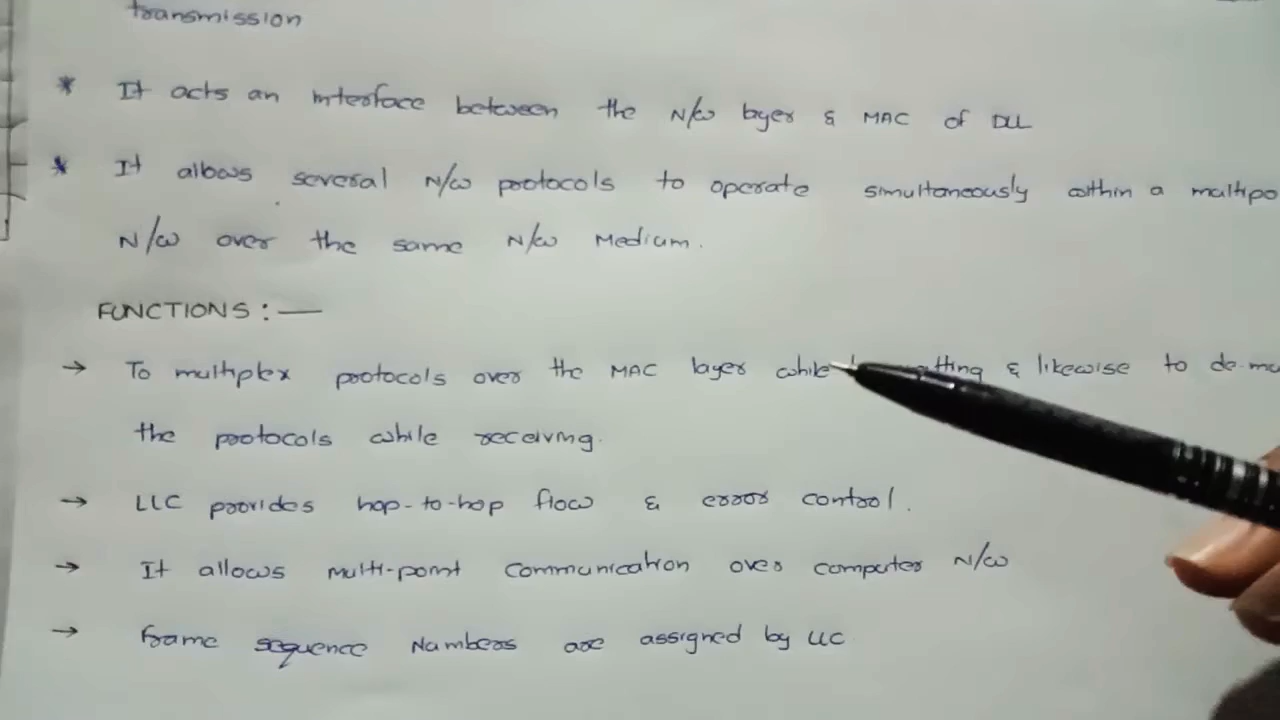 transmission
* It acts an interface between the N/w layer & MAC of DLL
* It allows several N/w protocols to operate simultaneously within a multipo
N/w over the same N/w Medium.
FUNCTIONS : —
→ To multiplex protocols over the MAC layer while & likewise to de-mu
the protocols while receiving.
→ LLC provides hop-to-hop flow & error control.
→ It allows multi-point communication over computer N/w
→ Frame sequence Numbers are assigned by LLC